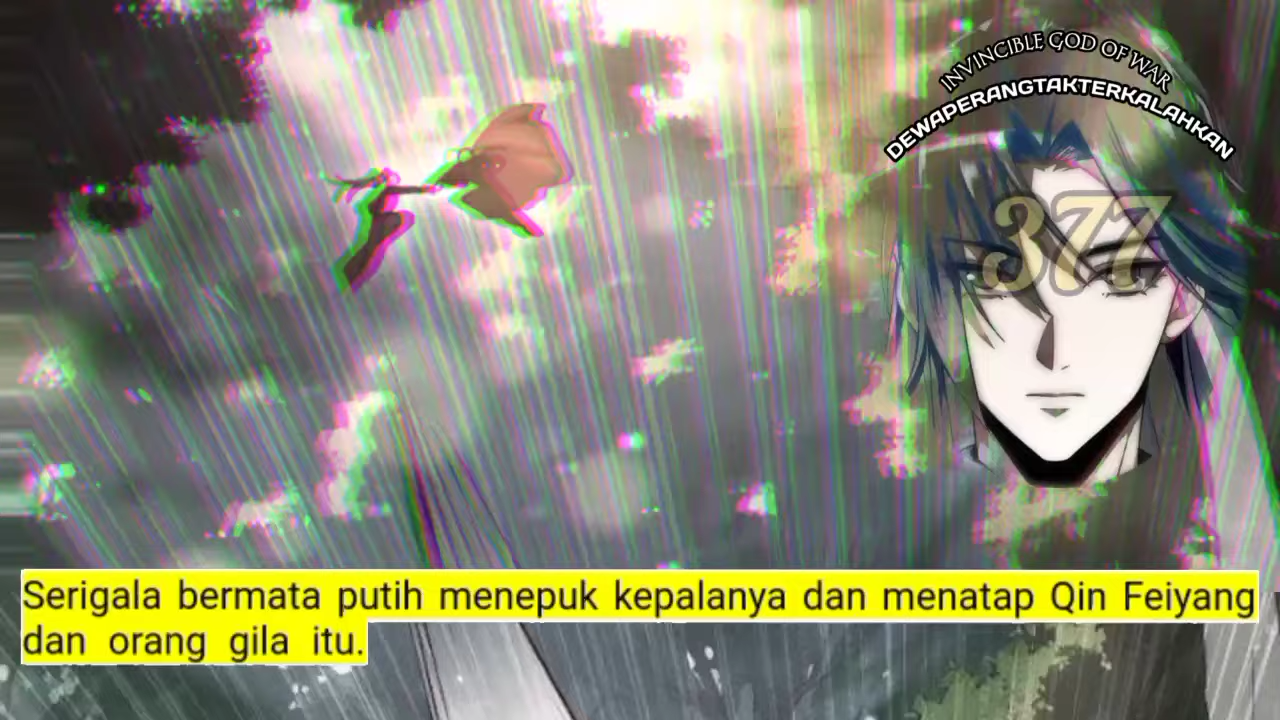 INVINCIBLE GOD OF WAR
DEWAPERANGTAKTERKALAHKAN
377
Serigala bermata putih menepuk kepalanya dan menatap Qin Feiyang
dan orang gila itu.